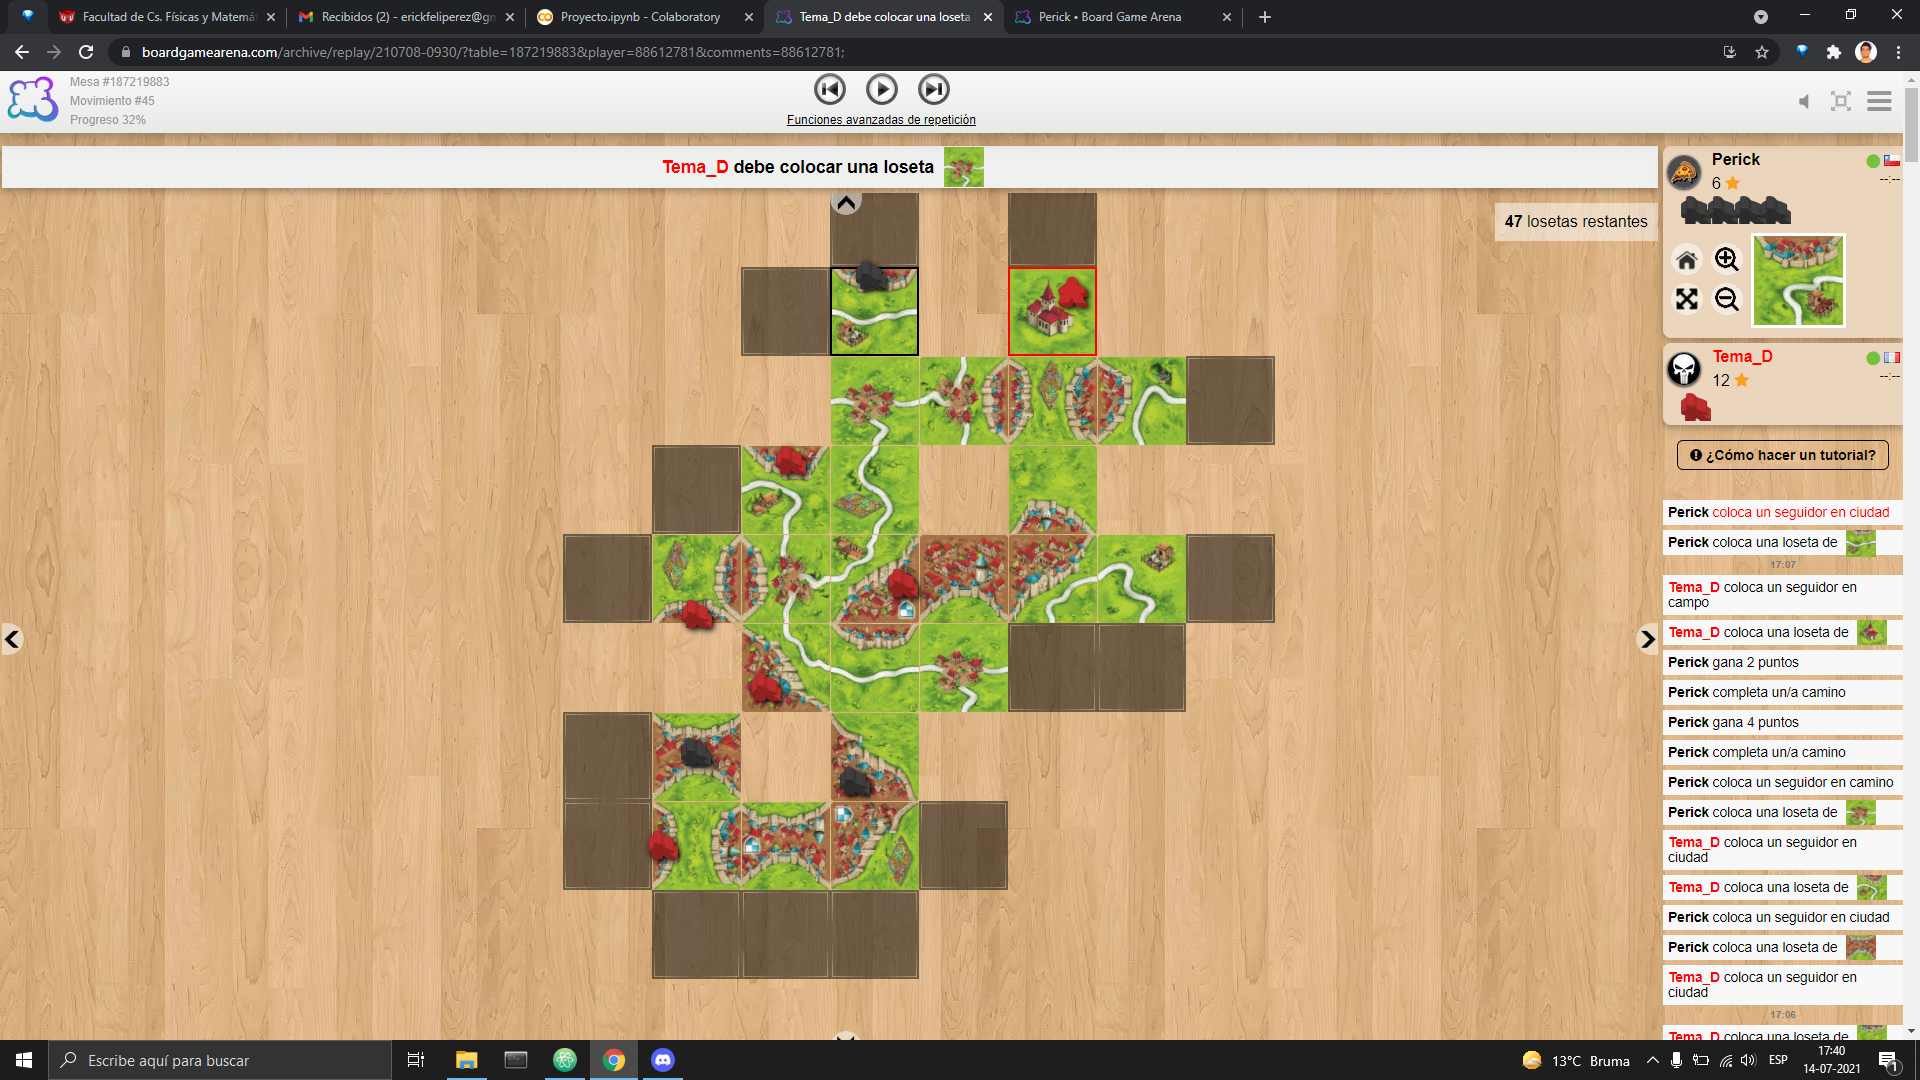 Facultad de Cs. Físicas y Matemát
Recibidos (2) - erickfeliperez@gm
Proyecto.ipynb - Colaboratory
Tema_D debe colocar una loseta
Perick • Board Game Arena
boardgamearena.com/archive/replay/210708-0930/?table=187219883&player=88612781&comments=88612781;
Mesa #187219883
Movimiento #45
Progreso 32%
Funciones avanzadas de repetición
Tema_D debe colocar una loseta
47 losetas restantes
Perick
6
--:--
Tema_D
12
--:--
¿Cómo hacer un tutorial?
Perick coloca un seguidor en ciudad
Perick coloca una loseta de
17:07
Tema_D coloca un seguidor en
campo
Tema_D coloca una loseta de
Perick gana 2 puntos
Perick completa un/a camino
Perick gana 4 puntos
Perick completa un/a camino
Perick coloca un seguidor en camino
Perick coloca una loseta de
Tema_D coloca un seguidor en
ciudad
Tema_D coloca una loseta de
Perick coloca un seguidor en ciudad
Perick coloca una loseta de
Tema_D coloca un seguidor en
ciudad
17:06
Tema_D coloca una loseta de
Escribe aquí para buscar
13°C Bruma
ESP
17:40
14-07-2021
1